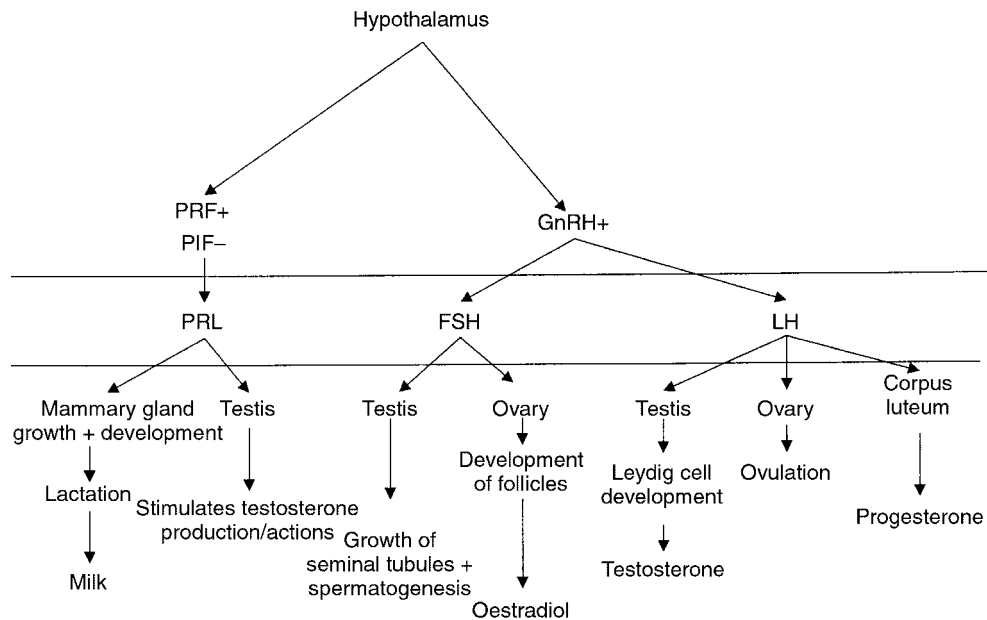 Hypothalamus
PRF+
PIF–
GnRH+
PRL
FSH
LH
Mammary gland
growth + development
Lactation
Milk
Testis
Stimulates testosterone
production/actions
Testis
Growth of
seminal tubules +
spermatogenesis
Ovary
Development
of follicles
Oestradiol
Testis
Leydig cell
development
Testosterone
Ovary
Ovulation
Corpus
luteum
Progesterone